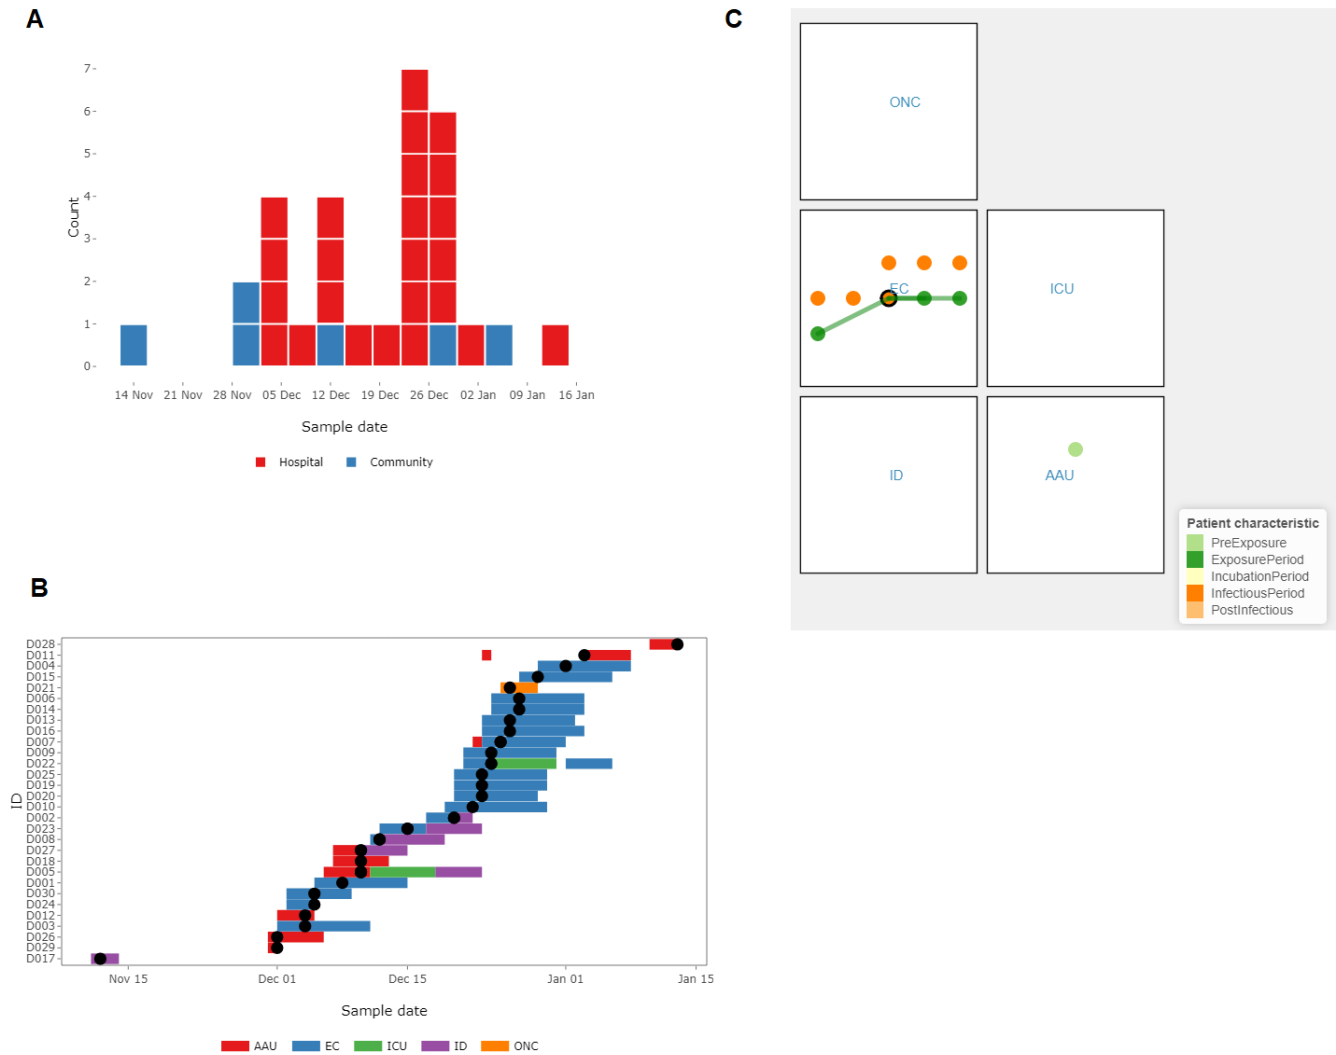 A
7
6
5
4
3
2
1
0
Count
14 Nov 21 Nov 28 Nov 05 Dec 12 Dec 19 Dec 26 Dec 02 Jan 09 Jan 16 Jan
Sample date
Hospital Community
B
D028
D011
D004
D015
D021
D006
D014
D013
D016
D007
D009
D022
D025
D019
D020
D010
D002
D023
D008
D027
D018
D005
D001
D030
D024
D012
D003
D026
D029
D017
ID
Nov 15 Dec 01 Dec 15 Jan 01 Jan 15
Sample date
AAU EC ICU ID ONC
C
ONC
EC
ICU
ID
AAU
Patient characteristic
PreExposure
ExposurePeriod
IncubationPeriod
InfectiousPeriod
PostInfectious